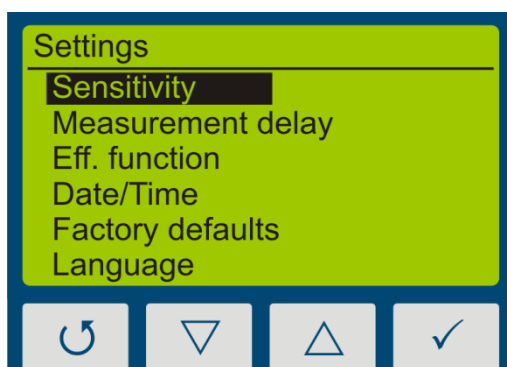 Settings
Sensitivity
Measurement delay
Eff. function
Date/Time
Factory defaults
Language